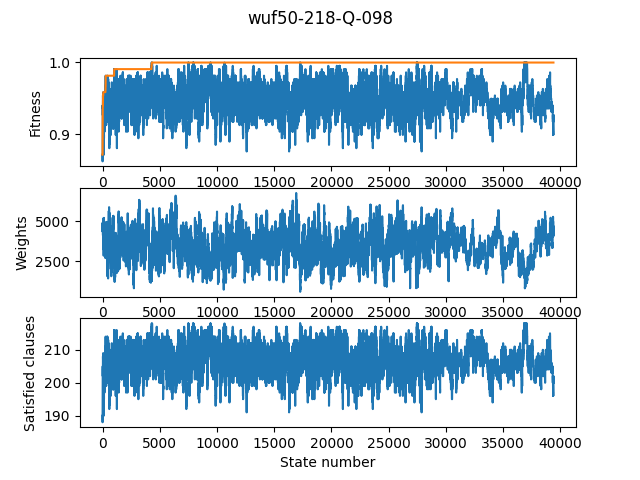 wuf50-218-Q-098
1.0
0.9
Fitness
0 5000 10000 15000 20000 25000 30000 35000 40000
5000
2500
Weights
0 5000 10000 15000 20000 25000 30000 35000 40000
210
200
190
Satisfied clauses
0 5000 10000 15000 20000 25000 30000 35000 40000
State number